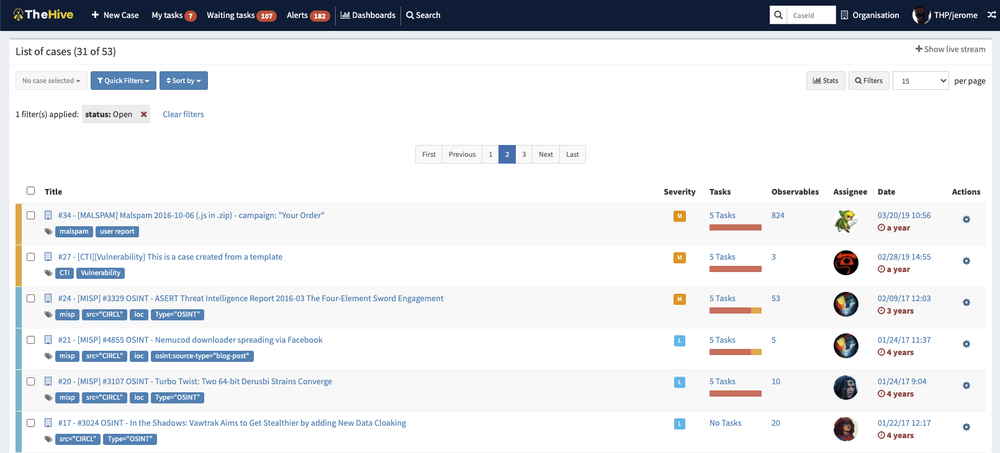 TheHive New Case My tasks 7 Waiting tasks 107 Alerts 182 Dashboards Search CaseId Organisation THP/jerome
List of cases (31 of 53) Show live stream
No case selected Quick Filters Sort by Stats Filters 15 per page
1 filter(s) applied: status: Open Clear filters
First Previous 1 2 3 Next Last
Title Severity Tasks Observables Assignee Date Actions
#34 - [MALSPAM] Malspam 2016-10-06 (.js in .zip) - campaign: "Your Order" M 5 Tasks 824 03/20/19 10:56
malspam user report a year
#27 - [CTI][Vulnerability] This is a case created from a template M 5 Tasks 3 02/28/19 14:55
CTI Vulnerability a year
#24 - [MISP] #3329 OSINT - ASERT Threat Intelligence Report 2016-03 The Four-Element Sword Engagement M 5 Tasks 53 02/09/17 12:03
misp src="CIRCL" ioc Type="OSINT" 3 years
#21 - [MISP] #4855 OSINT - Nemucod downloader spreading via Facebook L 5 Tasks 5 01/24/17 11:37
misp src="CIRCL" ioc osint:source-type="blog-post" 4 years
#20 - [MISP] #3107 OSINT - Turbo Twist: Two 64-bit Derusbi Strains Converge L 5 Tasks 10 01/24/17 9:04
misp src="CIRCL" ioc Type="OSINT" 4 years
#17 - #3024 OSINT - In the Shadows: Vawtrak Aims to Get Stealthier by adding New Data Cloaking L No Tasks 20 01/22/17 12:17
src="CIRCL" Type="OSINT" 4 years